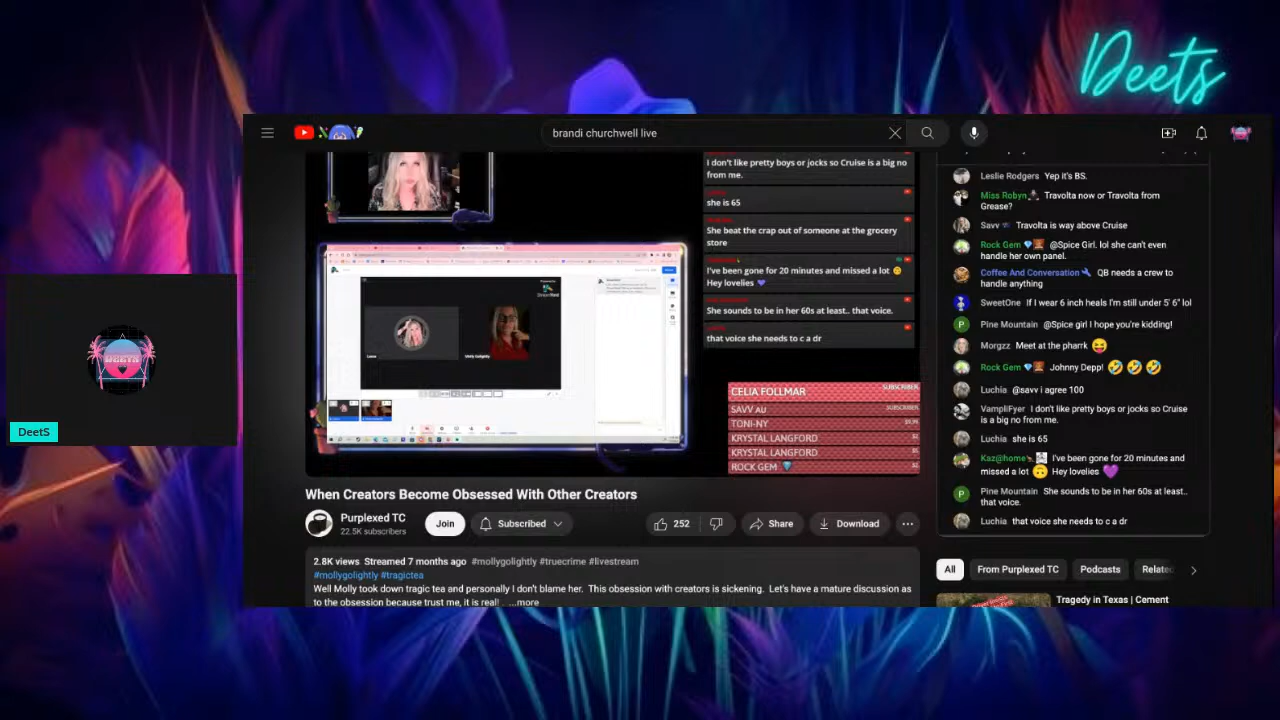 Deets
brandi churchwell live
I don't like pretty boys or jocks so Cruise is a big no
from me.
she is 65
She beat the crap out of someone at the grocery
store
I've been gone for 20 minutes and missed a lot 🙃
Hey lovelies 💜
She sounds to be in her 60s at least.. that voice.
that voice she needs to c a dr
CELIA FOLLMAR SUBSCRIBER
SAVV AU SUBSCRIBER
TONI-NY
KRYSTAL LANGFORD
KRYSTAL LANGFORD
ROCK GEM 💎
Leslie Rodgers Yep it's BS.
Miss Robyn Travolta now or Travolta from
Grease?
Savv Travolta is way above Cruise
Rock Gem 💎 @Spice Girl. lol she can't even
handle her own panel.
Coffee And Conversation QB needs a crew to
handle anything
SweetOne If I wear 6 inch heals I'm still under 5' 6" lol
Pine Mountain @Spice girl I hope you're kidding!
Morgzz Meet at the pharrk 😝
Rock Gem 💎 Johnny Depp! 🤣🤣🤣
Luchia @savv i agree 100
VampliFyer I don't like pretty boys or jocks so Cruise
is a big no from me.
Luchia she is 65
Kaz@home I've been gone for 20 minutes and
missed a lot 🙃 Hey lovelies 💜
Pine Mountain She sounds to be in her 60s at least..
that voice.
Luchia that voice she needs to c a dr
DEETS
DeetS
When Creators Become Obsessed With Other Creators
Purplexed TC
22.5K subscribers
Join
Subscribed
252
Share
Download
2.8K views Streamed 7 months ago #mollygolightly #truecrime #livestream
#mollygolightly #tragictea
Well Molly took down tragic tea and personally I don't blame her. This obsession with creators is sickening. Let's have a mature discussion as
to the obsession because trust me, it is real! ...more
All
From Purplexed TC
Podcasts
Related
Tragedy in Texas | Cement